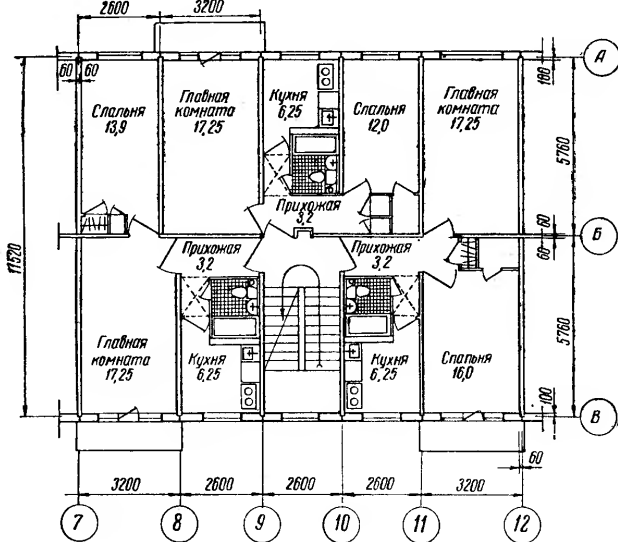 2600 3200
А
60 60
180
Спальня
13,9
Главная
комната
17,25
Кухня
6,25
Спальня
12,0
Главная
комната
17,25
5760
11520
Прихожая
3,2
60
Б
60
Прихожая
3,2
Прихожая
3,2
Главная
комната
17,25
Кухня
6,25
Кухня
6,25
Спальня
16,0
5760
100
В
60
3200 2600 2600 2600 3200
7 8 9 10 11 12